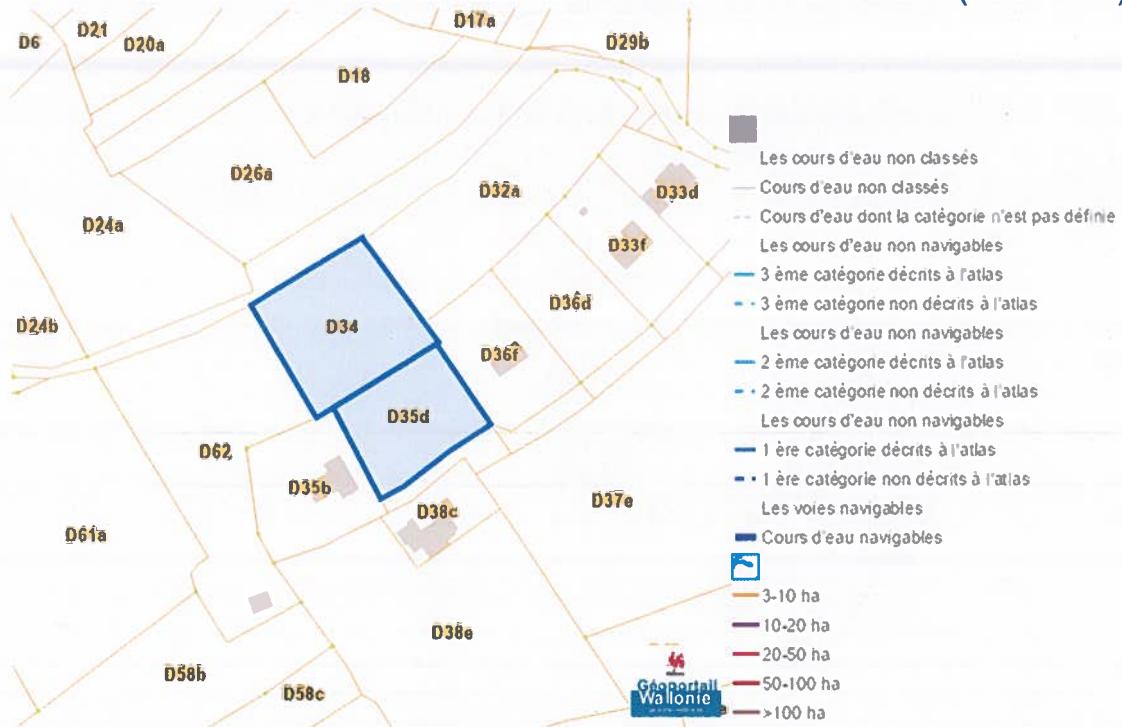 D6
D21
D20a
D17a
D29b
D18
D26a
D32a
D33d
D24a
D33f
D24b
D34
D36d
D36f
D35d
D62
D35b
D38c
D37e
D61a
D38e
D58b
D58c
Les cours d'eau non classés
Cours d'eau non classés
Cours d'eau dont la catégorie n'est pas définie
Les cours d'eau non navigables
3 ème catégorie décrits à l'atlas
3 ème catégorie non décrits à l'atlas
Les cours d'eau non navigables
2 ème catégorie décrits à l'atlas
2 ème catégorie non décrits à l'atlas
Les cours d'eau non navigables
1 ère catégorie décrits à l'atlas
1 ère catégorie non décrits à l'atlas
Les voies navigables
Cours d'eau navigables
3-10 ha
10-20 ha
20-50 ha
50-100 ha
>100 ha
Géoportail
Wallonie